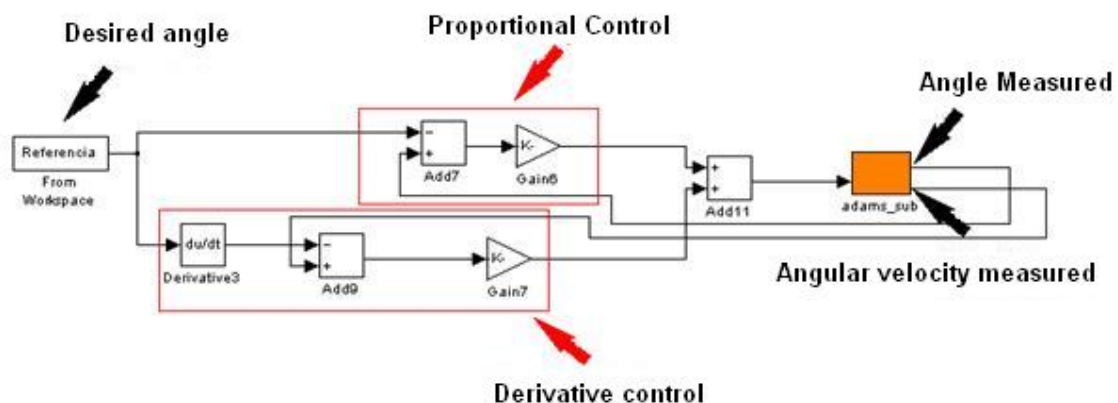 Desired angle
Proportional Control
Angle Measured
Referencia
From
Workspace
−
+
Add7
K-
Gain6
+
+
Add11
adams_sub
du/dt
Derivative3
−
+
Add9
K-
Gain7
Angular velocity measured
Derivative control